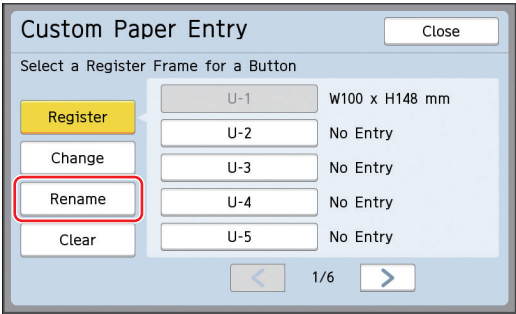 Custom Paper Entry
Close
Select a Register Frame for a Button
Register
Change
Rename
Clear
U-1 W100 x H148 mm
U-2 No Entry
U-3 No Entry
U-4 No Entry
U-5 No Entry
< 1/6 >